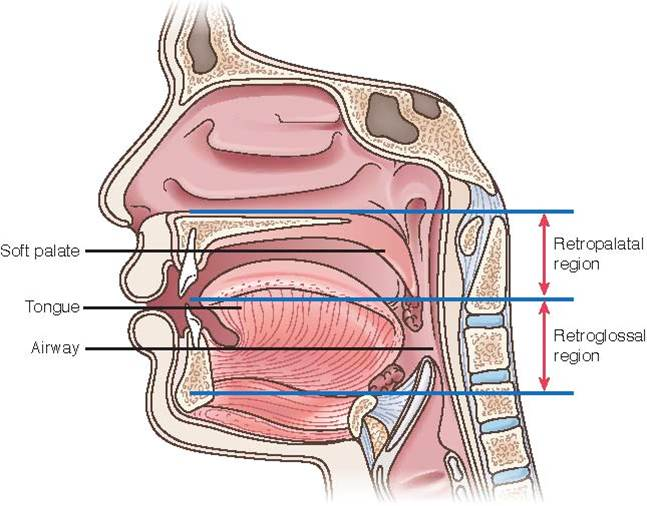 Soft palate
Tongue
Airway
Retropalatal
region
Retroglossal
region